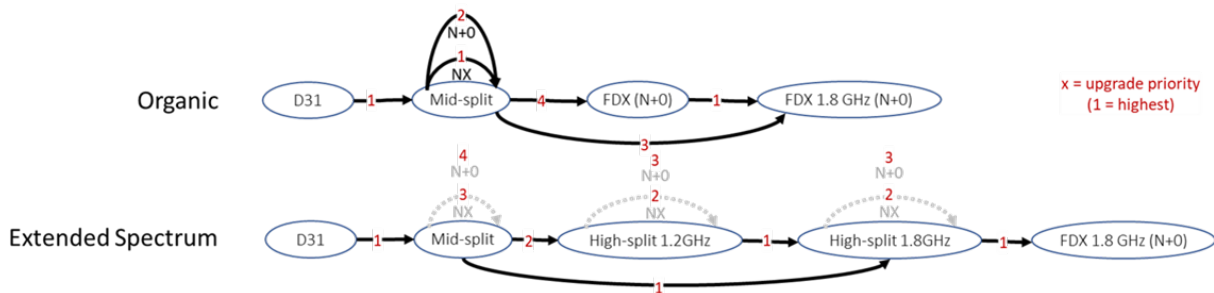 2
N+0
1
NX
Organic
D31
1
Mid-split
4
FDX (N+0)
1
FDX 1.8 GHz (N+0)
3
x = upgrade priority
(1 = highest)
4
N+0
3
NX
3
N+0
2
NX
3
N+0
2
NX
Extended Spectrum
D31
1
Mid-split
2
High-split 1.2GHz
1
High-split 1.8GHz
1
FDX 1.8 GHz (N+0)
1